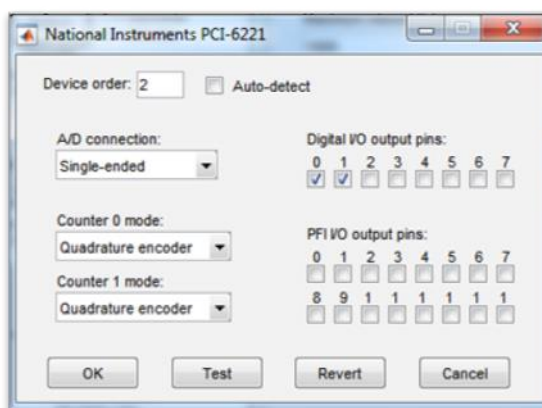 National Instruments PCI-6221
Device order: 2 Auto-detect
A/D connection:
Single-ended
Digital I/O output pins:
0 1 2 3 4 5 6 7
Counter 0 mode:
Quadrature encoder
PFI I/O output pins:
0 1 2 3 4 5 6 7
Counter 1 mode:
Quadrature encoder
8 9 1 1 1 1 1 1
OK Test Revert Cancel